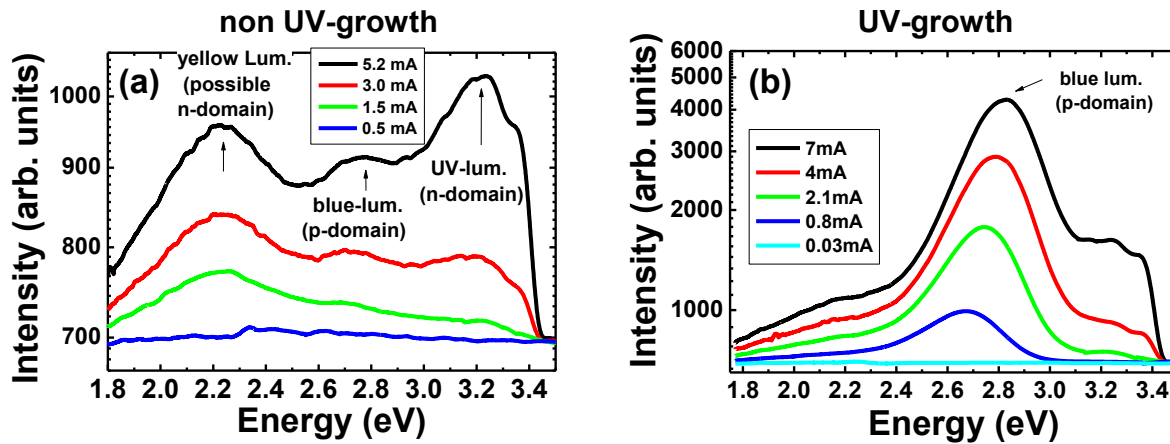 non UV-growth
(a)
yellow Lum.
(possible
n-domain)
5.2 mA
3.0 mA
1.5 mA
0.5 mA
UV-lum.
(n-domain)
blue-lum.
(p-domain)
1000
900
800
700
Intensity (arb. units)
1.8 2.0 2.2 2.4 2.6 2.8 3.0 3.2 3.4
Energy (eV)
UV-growth
(b)
blue lum.
(p-domain)
7mA
4mA
2.1mA
0.8mA
0.03mA
6000
5000
4000
3000
2000
1000
Intensity (arb. units)
1.8 2.0 2.2 2.4 2.6 2.8 3.0 3.2 3.4
Energy (eV)